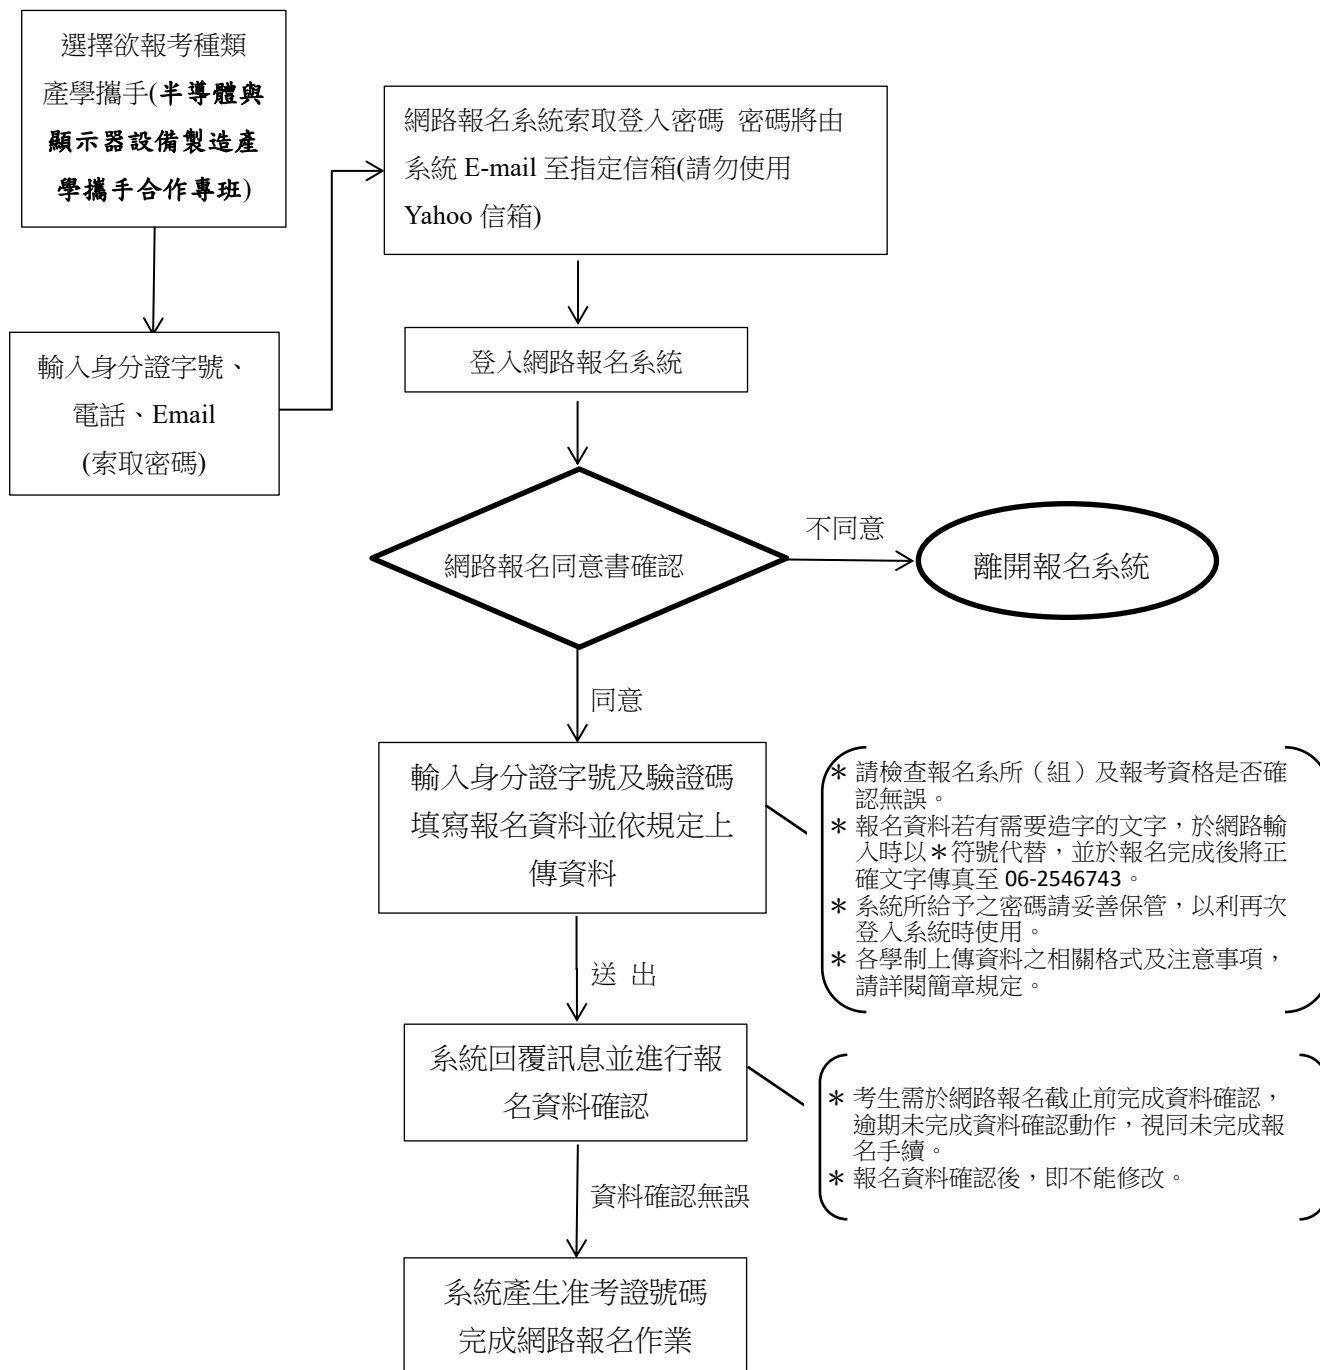 選擇欲報考種類
產學攜手(半導體與
顯示器設備製造產
學攜手合作專班)
輸入身分證字號、
電話、Email
(索取密碼)
網路報名系統索取登入密碼 密碼將由
系統 E-mail 至指定信箱(請勿使用
Yahoo 信箱)
登入網路報名系統
網路報名同意書確認
不同意
離開報名系統
同意
輸入身分證字號及驗證碼
填寫報名資料並依規定上
傳資料
＊請檢查報名系所（組）及報考資格是否確
認無誤。
＊報名資料若有需要造字的文字，於網路輸
入時以＊符號代替，並於報名完成後將正
確文字傳真至 06-2546743。
＊系統所給予之密碼請妥善保管，以利再次
登入系統時使用。
＊各學制上傳資料之相關格式及注意事項，
請詳閱簡章規定。
送 出
系統回覆訊息並進行報
名資料確認
＊考生需於網路報名截止前完成資料確認，
逾期未完成資料確認動作，視同未完成報
名手續。
＊報名資料確認後，即不能修改。
資料確認無誤
系統產生准考證號碼
完成網路報名作業